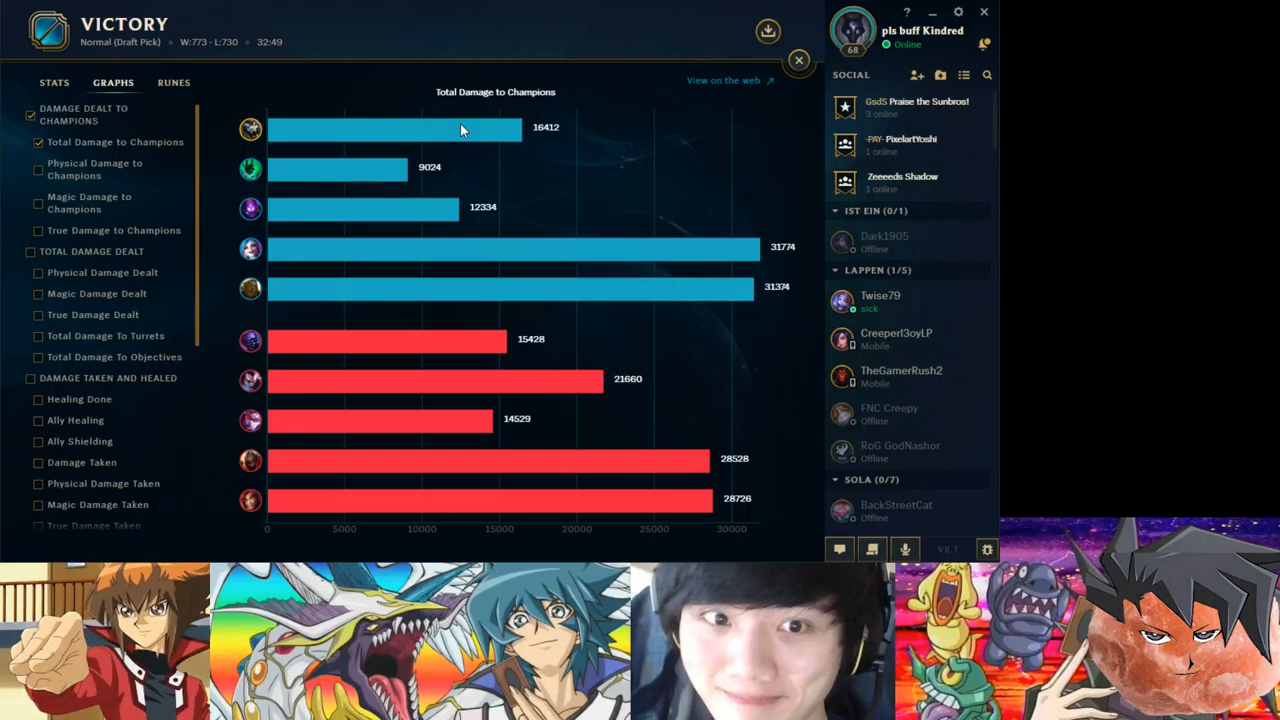 VICTORY
Normal (Draft Pick) • W:773 - L:730 • 32:49
STATS
GRAPHS
RUNES
View on the web
DAMAGE DEALT TO
CHAMPIONS
Total Damage to Champions
Physical Damage to
Champions
Magic Damage to
Champions
True Damage to Champions
TOTAL DAMAGE DEALT
Physical Damage Dealt
Magic Damage Dealt
True Damage Dealt
Total Damage To Turrets
Total Damage To Objectives
DAMAGE TAKEN AND HEALED
Healing Done
Ally Healing
Ally Shielding
Damage Taken
Physical Damage Taken
Magic Damage Taken
True Damage Taken
Total Damage to Champions
16412
9024
12334
31774
31374
15428
21660
14529
28528
28726
0 5000 10000 15000 20000 25000 30000
?
68
pls buff Kindred
Online
SOCIAL
GsdS Praise the Sunbros!
3 online
-PAY- PixelartYoshi
1 online
Zeeeeds Shadow
1 online
IST EIN (0/1)
Dark1905
Offline
LAPPEN (1/5)
Twise79
sick
Creeperl3oyLP
Mobile
TheGamerRush2
Mobile
FNC Creepy
Offline
RoG GodNashor
Offline
SOLA (0/7)
BackStreetCat
Offline
V8.7